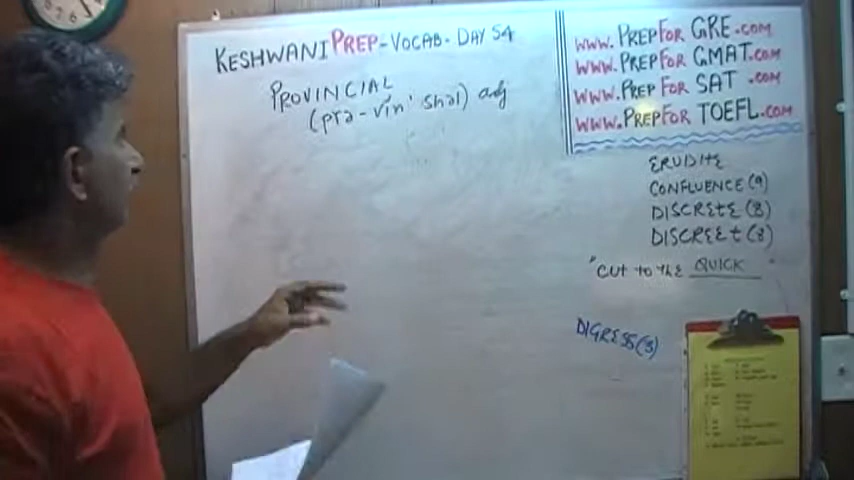 KESHWANI PREP - VOCAB - DAY 54
PROVINCIAL
(prə-vin' shəl) adj
www. PREPFOR GRE.com
www. PREPFOR GMAT.com
www. PREPFOR SAT .com
www. PREPFOR TOEFL.com
ERUDITE
CONFLUENCE (9)
DISCRETE (8)
DISCREET (8)
"CUT TO THE QUICK"
DIGRESS(3)